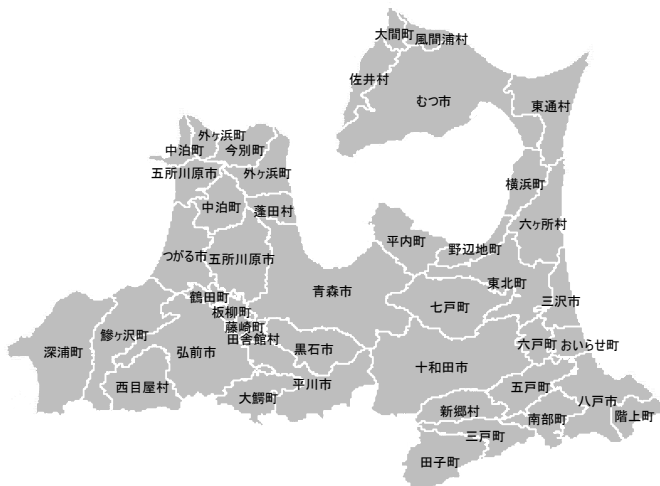 大間町
風間浦村
佐井村
むつ市
東通村
外ヶ浜町
中泊町
今別町
五所川原市
外ヶ浜町
横浜町
中泊町
蓬田村
六ヶ所村
平内町
野辺地町
つがる市
五所川原市
東北町
青森市
鶴田町
七戸町
三沢市
板柳町
藤崎町
鰺ヶ沢町
田舎館村
六戸町
おいらせ町
深浦町
弘前市
黒石市
十和田市
西目屋村
平川市
五戸町
大鰐町
八戸市
新郷村
南部町
階上町
三戸町
田子町